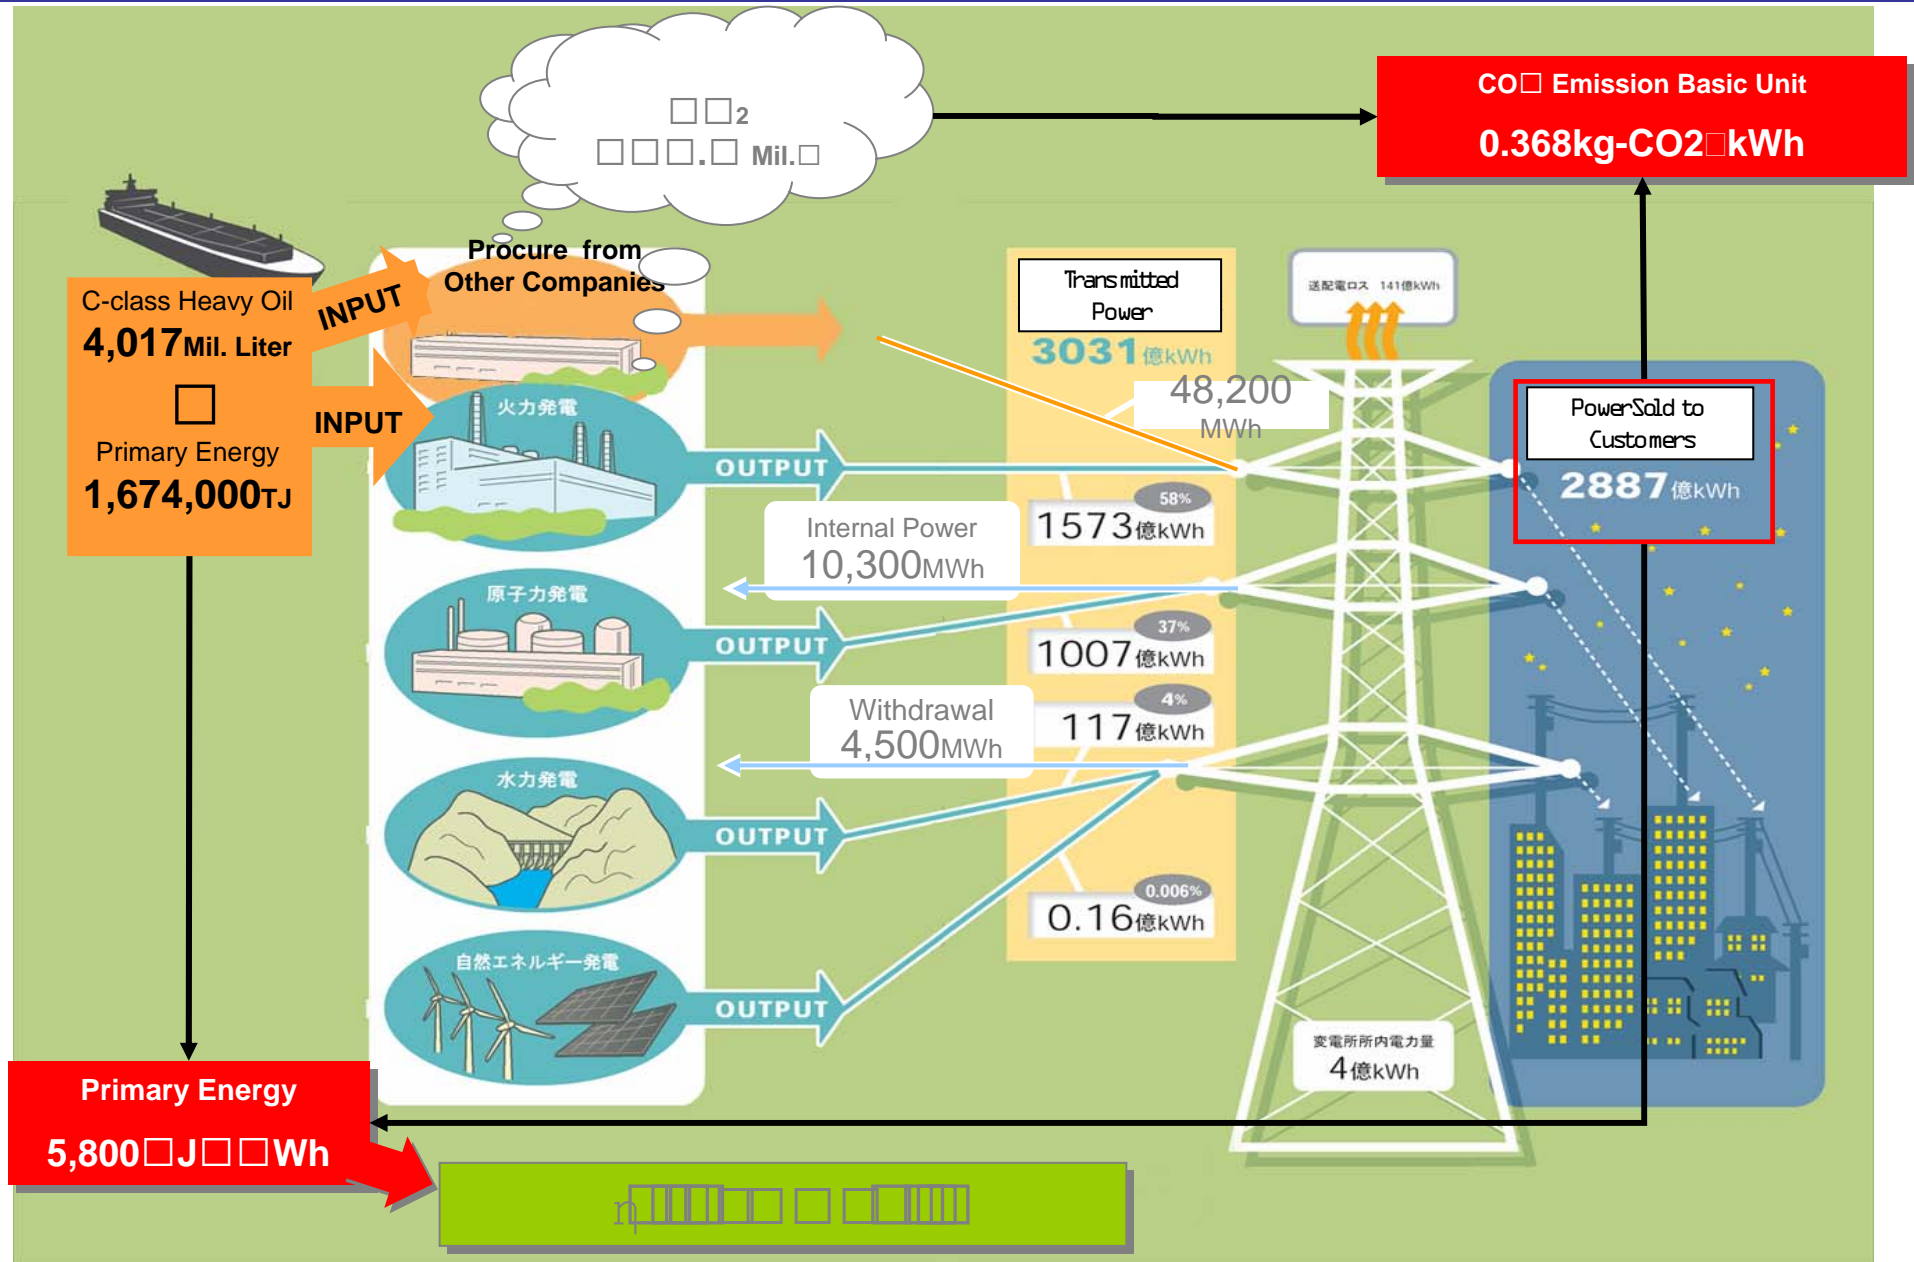 CO□ Emission Basic Unit
0.368kg-CO2□kWh
□□2
□□□.□ Mil.□
Procure from
Other Companies
C-class Heavy Oil
4,017Mil. Liter
□
Primary Energy
1,674,000TJ
INPUT
INPUT
Transmitted
Power
3031億kWh
48,200
MWh
送配電ロス 141億kWh
PowerSold to
Customers
2887億kWh
火力発電
OUTPUT
58%
1573億kWh
Internal Power
10,300MWh
原子力発電
OUTPUT
37%
1007億kWh
Withdrawal
4,500MWh
4%
117億kWh
水力発電
OUTPUT
0.006%
0.16億kWh
自然エネルギー発電
OUTPUT
変電所所内電力量
4億kWh
Primary Energy
5,800□J□□Wh